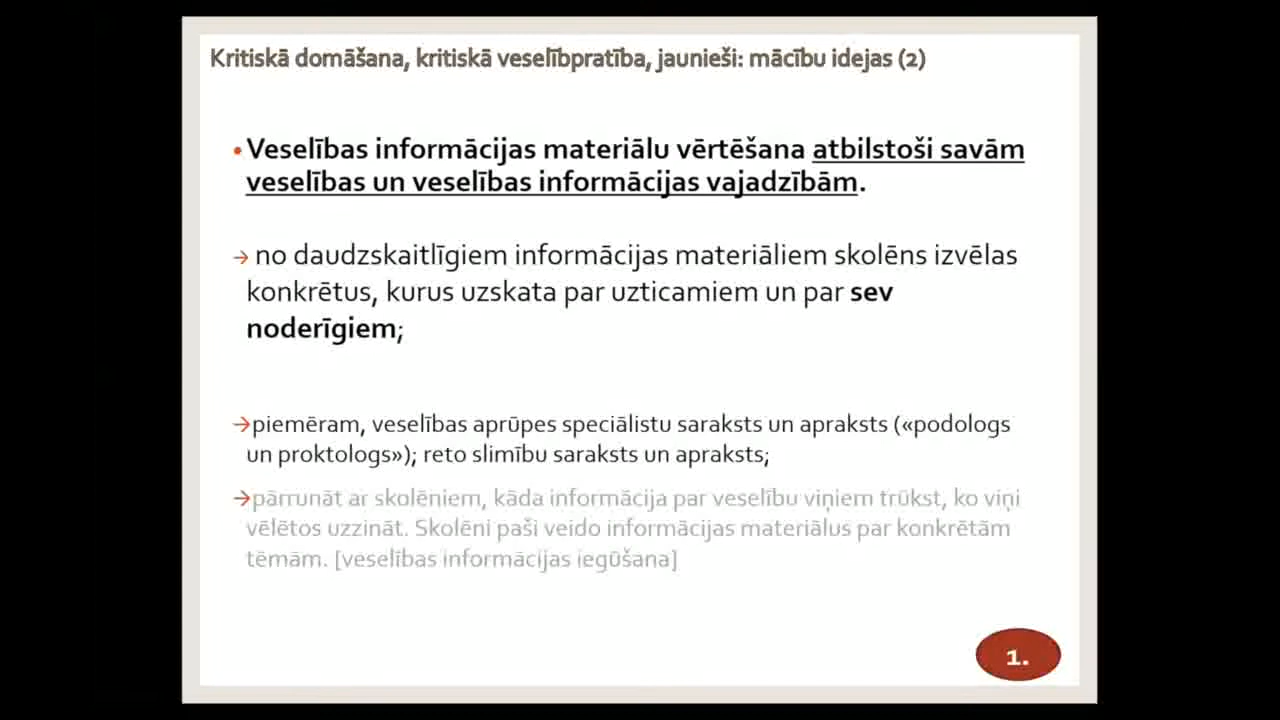 Kritiskā domāšana, kritiskā veselībpratība, jaunieši: mācību idejas (2)
• Veselības informācijas materiālu vērtēšana atbilstoši savām
veselības un veselības informācijas vajadzībām.
→ no daudzskaitlīgiem informācijas materiāliem skolēns izvēlas
konkrētus, kurus uzskata par uzticamiem un par sev
noderīgiem;
→piemēram, veselības aprūpes speciālistu saraksts un apraksts («podologs
un proktologs»); reto slimību saraksts un apraksts;
→pārrunāt ar skolēniem, kāda informācija par veselību viņiem trūkst, ko viņi
vēlētos uzzināt. Skolēni paši veido informācijas materiālus par konkrētām
tēmām. [veselības informācijas iegūšana]
1.